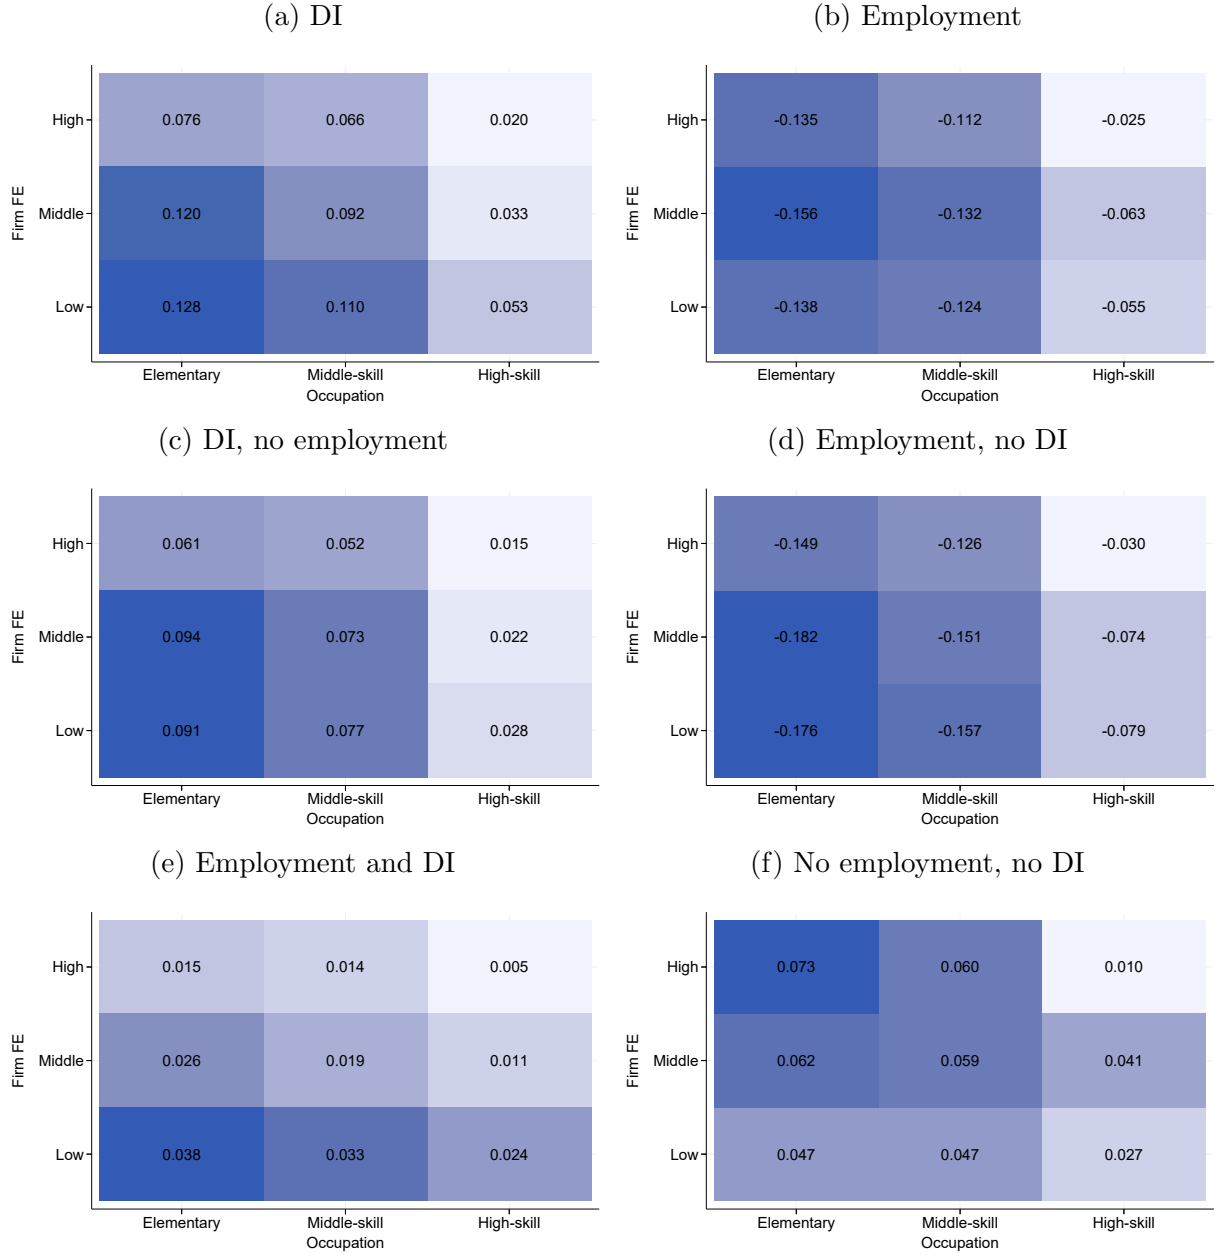 (a) DI
High
0.076 0.066 0.020
Middle
0.120 0.092 0.033
Low
0.128 0.110 0.053
Firm FE
Elementary Middle-skill High-skill
Occupation
(b) Employment
High
-0.135 -0.112 -0.025
Middle
-0.156 -0.132 -0.063
Low
-0.138 -0.124 -0.055
Firm FE
Elementary Middle-skill High-skill
Occupation
(c) DI, no employment
High
0.061 0.052 0.015
Middle
0.094 0.073 0.022
Low
0.091 0.077 0.028
Firm FE
Elementary Middle-skill High-skill
Occupation
(d) Employment, no DI
High
-0.149 -0.126 -0.030
Middle
-0.182 -0.151 -0.074
Low
-0.176 -0.157 -0.079
Firm FE
Elementary Middle-skill High-skill
Occupation
(e) Employment and DI
High
0.015 0.014 0.005
Middle
0.026 0.019 0.011
Low
0.038 0.033 0.024
Firm FE
Elementary Middle-skill High-skill
Occupation
(f) No employment, no DI
High
0.073 0.060 0.010
Middle
0.062 0.059 0.041
Low
0.047 0.047 0.027
Firm FE
Elementary Middle-skill High-skill
Occupation